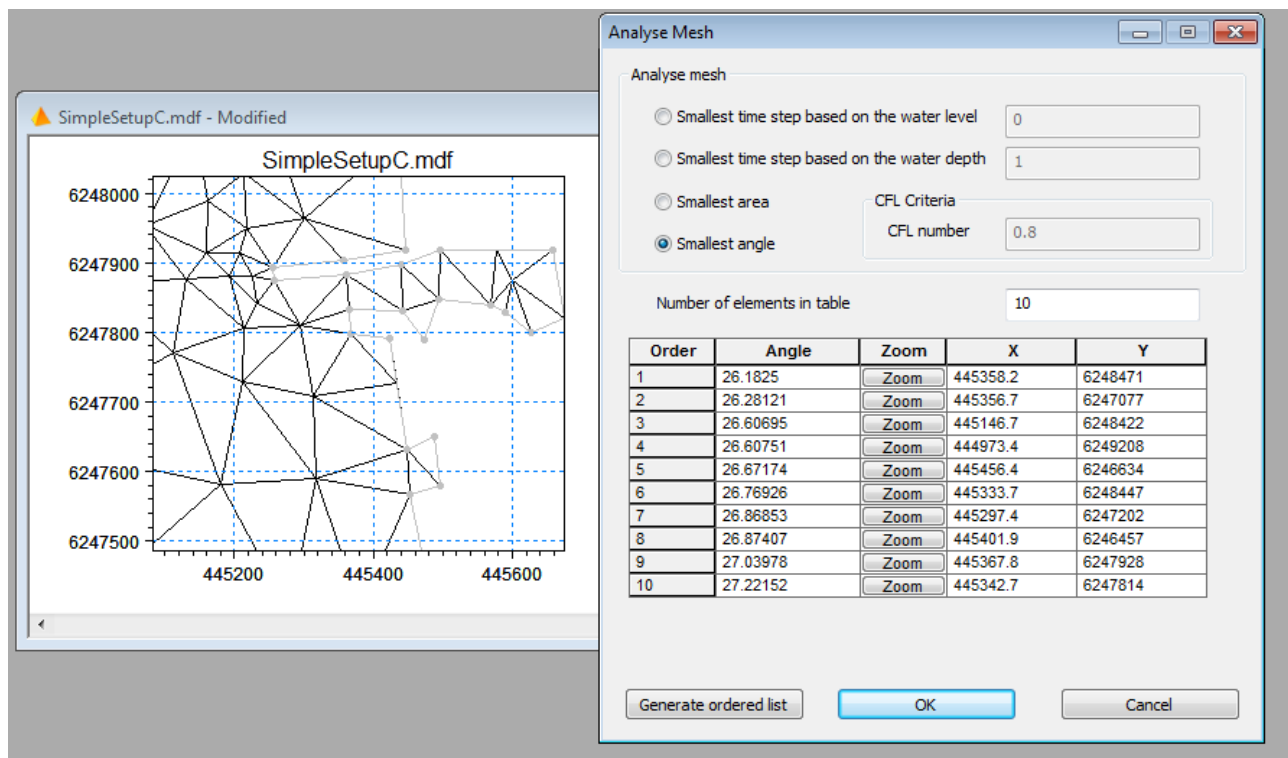 SimpleSetupC.mdf - Modified
SimpleSetupC.mdf
6248000
6247900
6247800
6247700
6247600
6247500
445200 445400 445600
Analyse Mesh
Analyse mesh
Smallest time step based on the water level 0
Smallest time step based on the water depth 1
Smallest area
CFL Criteria
Smallest angle
CFL number 0.8
Number of elements in table 10
Order Angle Zoom X Y
1 26.1825 Zoom 445358.2 6248471
2 26.28121 Zoom 445356.7 6247077
3 26.60695 Zoom 445146.7 6248422
4 26.60751 Zoom 444973.4 6249208
5 26.67174 Zoom 445456.4 6246634
6 26.76926 Zoom 445333.7 6248447
7 26.86853 Zoom 445297.4 6247202
8 26.87407 Zoom 445401.9 6246457
9 27.03978 Zoom 445367.8 6247928
10 27.22152 Zoom 445342.7 6247814
Generate ordered list OK Cancel